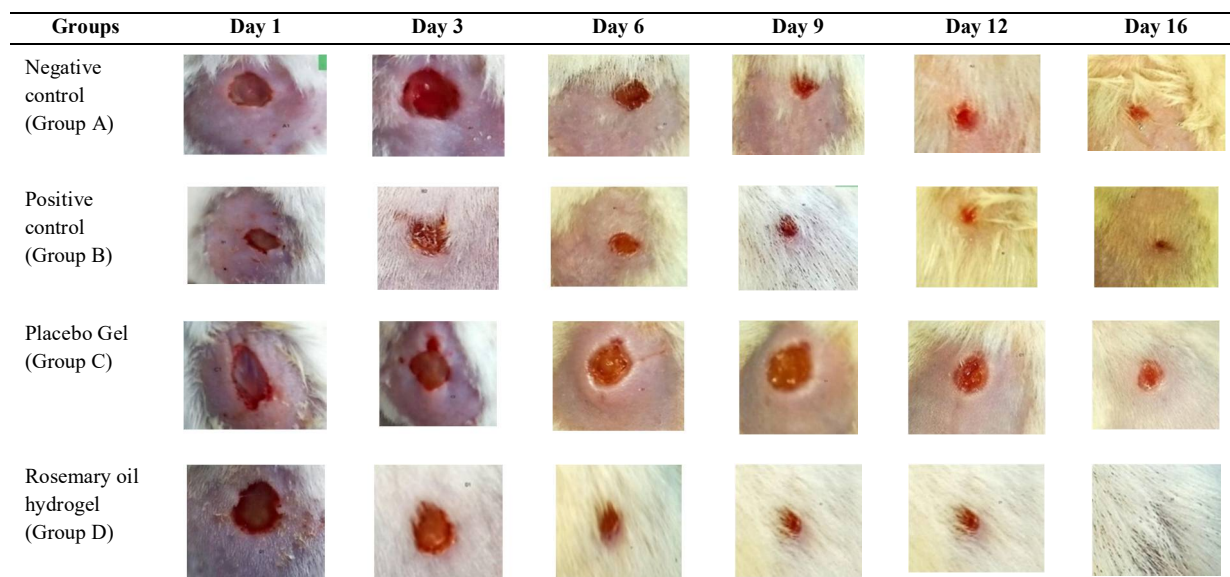 Groups Day 1 Day 3 Day 6 Day 9 Day 12 Day 16
Negative
control
(Group A)
Positive
control
(Group B)
Placebo Gel
(Group C)
Rosemary oil
hydrogel
(Group D)